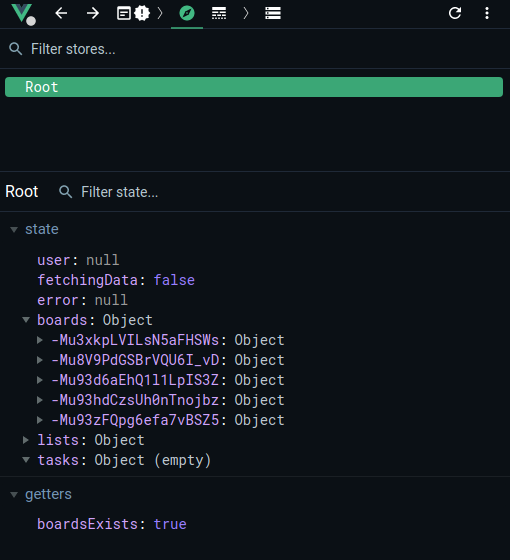 Filter stores...
Root
Root Filter state...
state
user: null
fetchingData: false
error: null
boards: Object
-Mu3xkpLVILsN5aFHSWs: Object
-Mu8V9PdGSBrVQU6I_vD: Object
-Mu93d6aEhQ1l1LpIS3Z: Object
-Mu93hdCzsUh0nTnojbz: Object
-Mu93zFQpg6efa7vBSZ5: Object
lists: Object
tasks: Object (empty)
getters
boardsExists: true